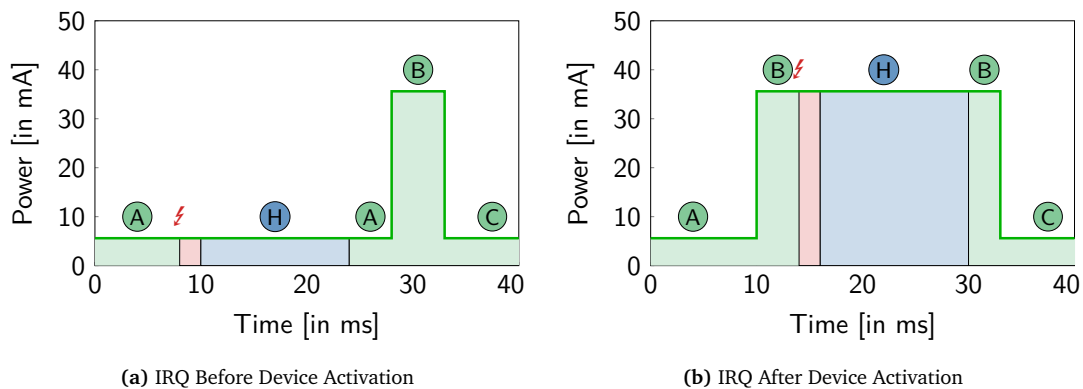 50
40
30
20
10
0
Power [in mA]
A
H
A
B
C
0 10 20 30 40
Time [in ms]
(a) IRQ Before Device Activation
50
40
30
20
10
0
Power [in mA]
A
B
H
B
C
0 10 20 30 40
Time [in ms]
(b) IRQ After Device Activation